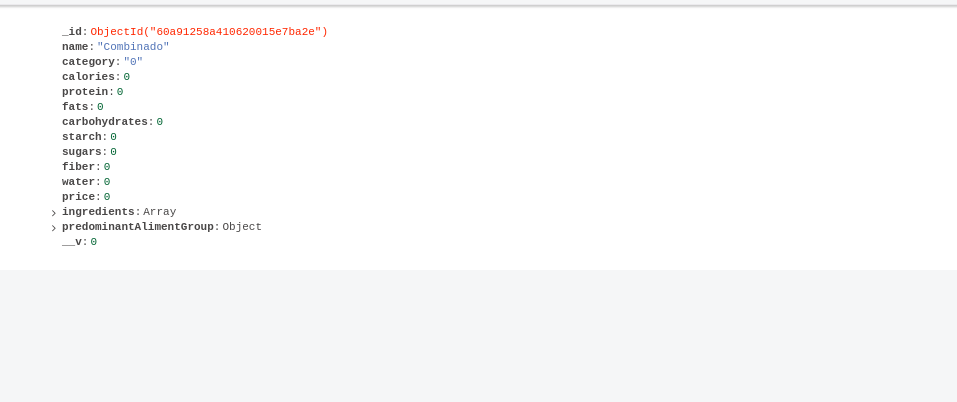 _id: ObjectId("60a91258a410620015e7ba2e")
name: "Combinado"
category: "0"
calories: 0
protein: 0
fats: 0
carbohydrates: 0
starch: 0
sugars: 0
fiber: 0
water: 0
price: 0
ingredients: Array
predominantAlimentGroup: Object
__v: 0